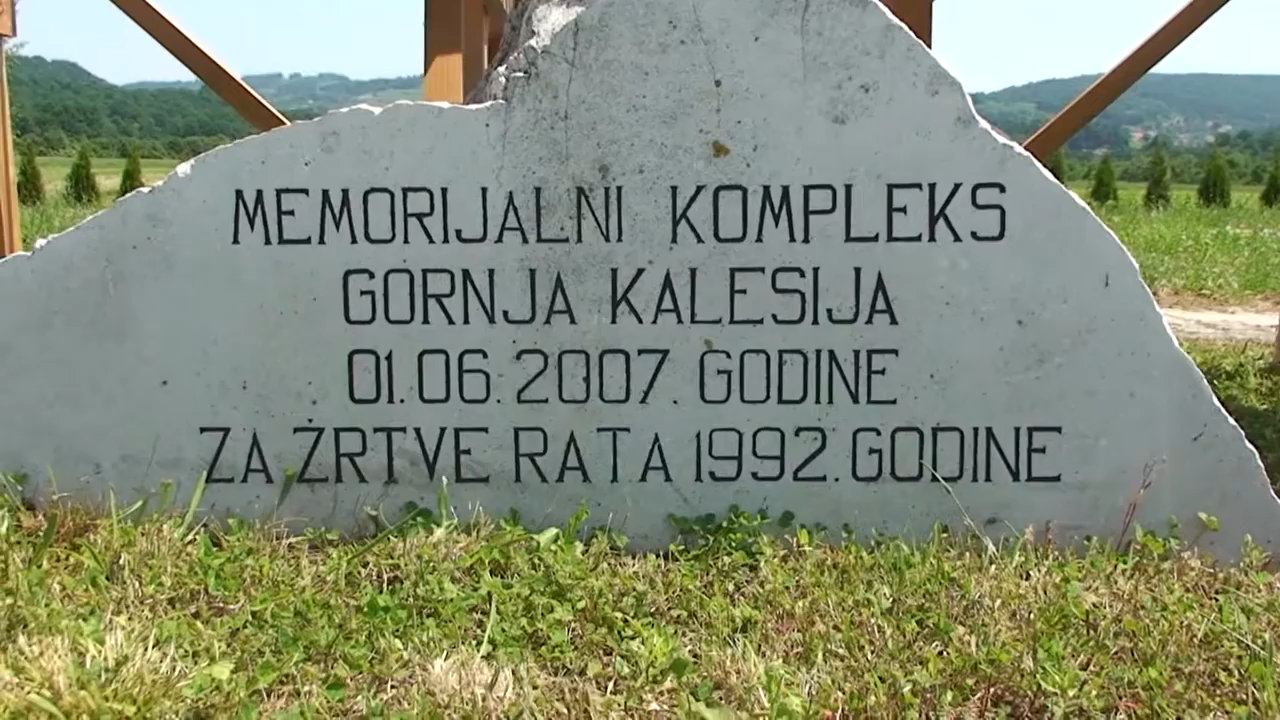 MEMORIJALNI KOMPLEKS
GORNJA KALESIJA
01.06.2007. GODINE
ZA ŽRTVE RATA 1992.GODINE